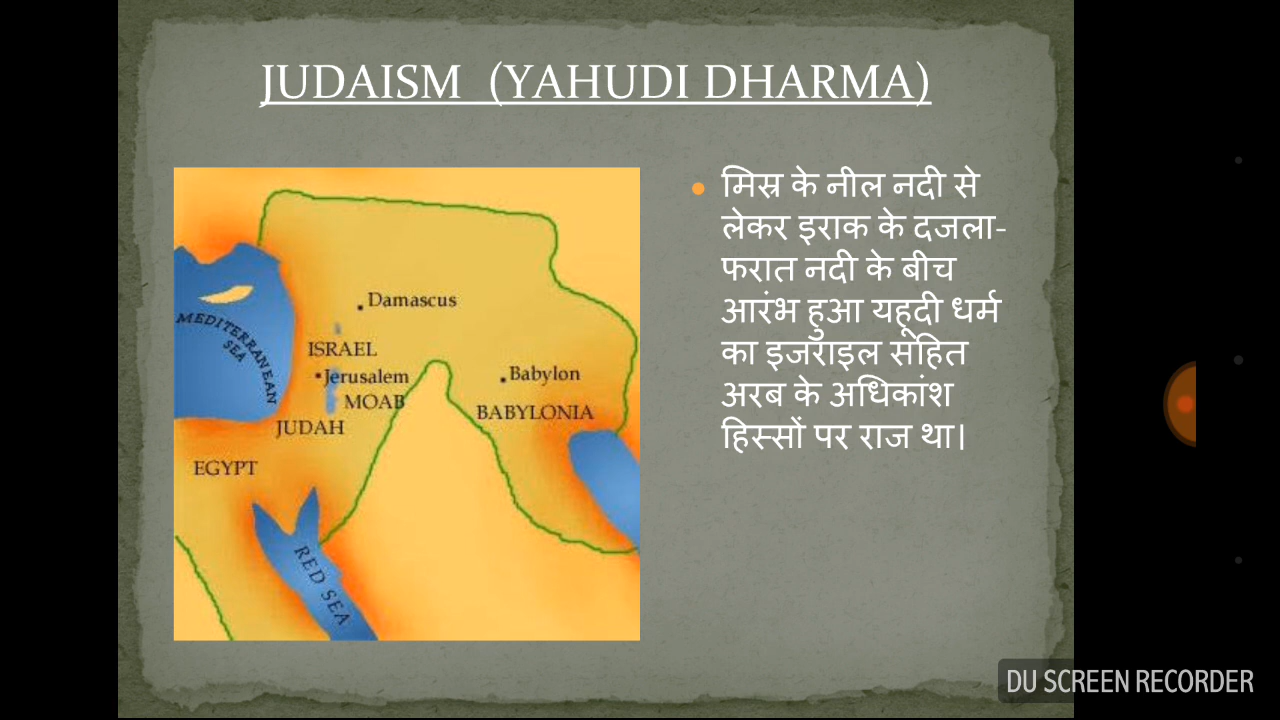 JUDAISM (YAHUDI DHARMA)
मिस्र के नील नदी से
लेकर इराक के दजला-
फरात नदी के बीच
आरंभ हुआ यहूदी धर्म
का इजराइल सहित
अरब के अधिकांश
हिस्सों पर राज था।
Damascus
MEDITERRANEAN
SEA
ISRAEL
Jerusalem
Babylon
MOAB
BABYLONIA
JUDAH
EGYPT
RED SEA
DU SCREEN RECORDER